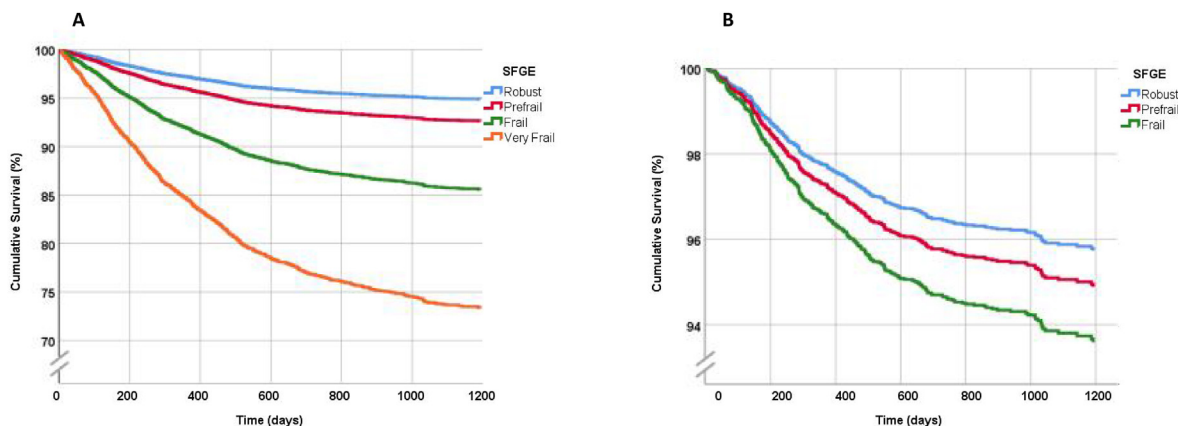 A
Cumulative Survival (%)
100
95
90
85
80
75
70
0 200 400 600 800 1000 1200
Time (days)
SFGE
Robust
Prefrail
Frail
Very Frail
B
Cumulative Survival (%)
100
98
96
94
0 200 400 600 800 1000 1200
Time (days)
SFGE
Robust
Prefrail
Frail